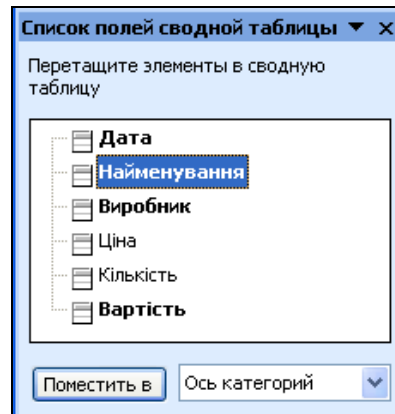 Список полей сводной таблицы
Перетащите элементы в сводную
таблицу
Дата
Найменування
Виробник
Ціна
Кількість
Вартість
Поместить в Ось категорий